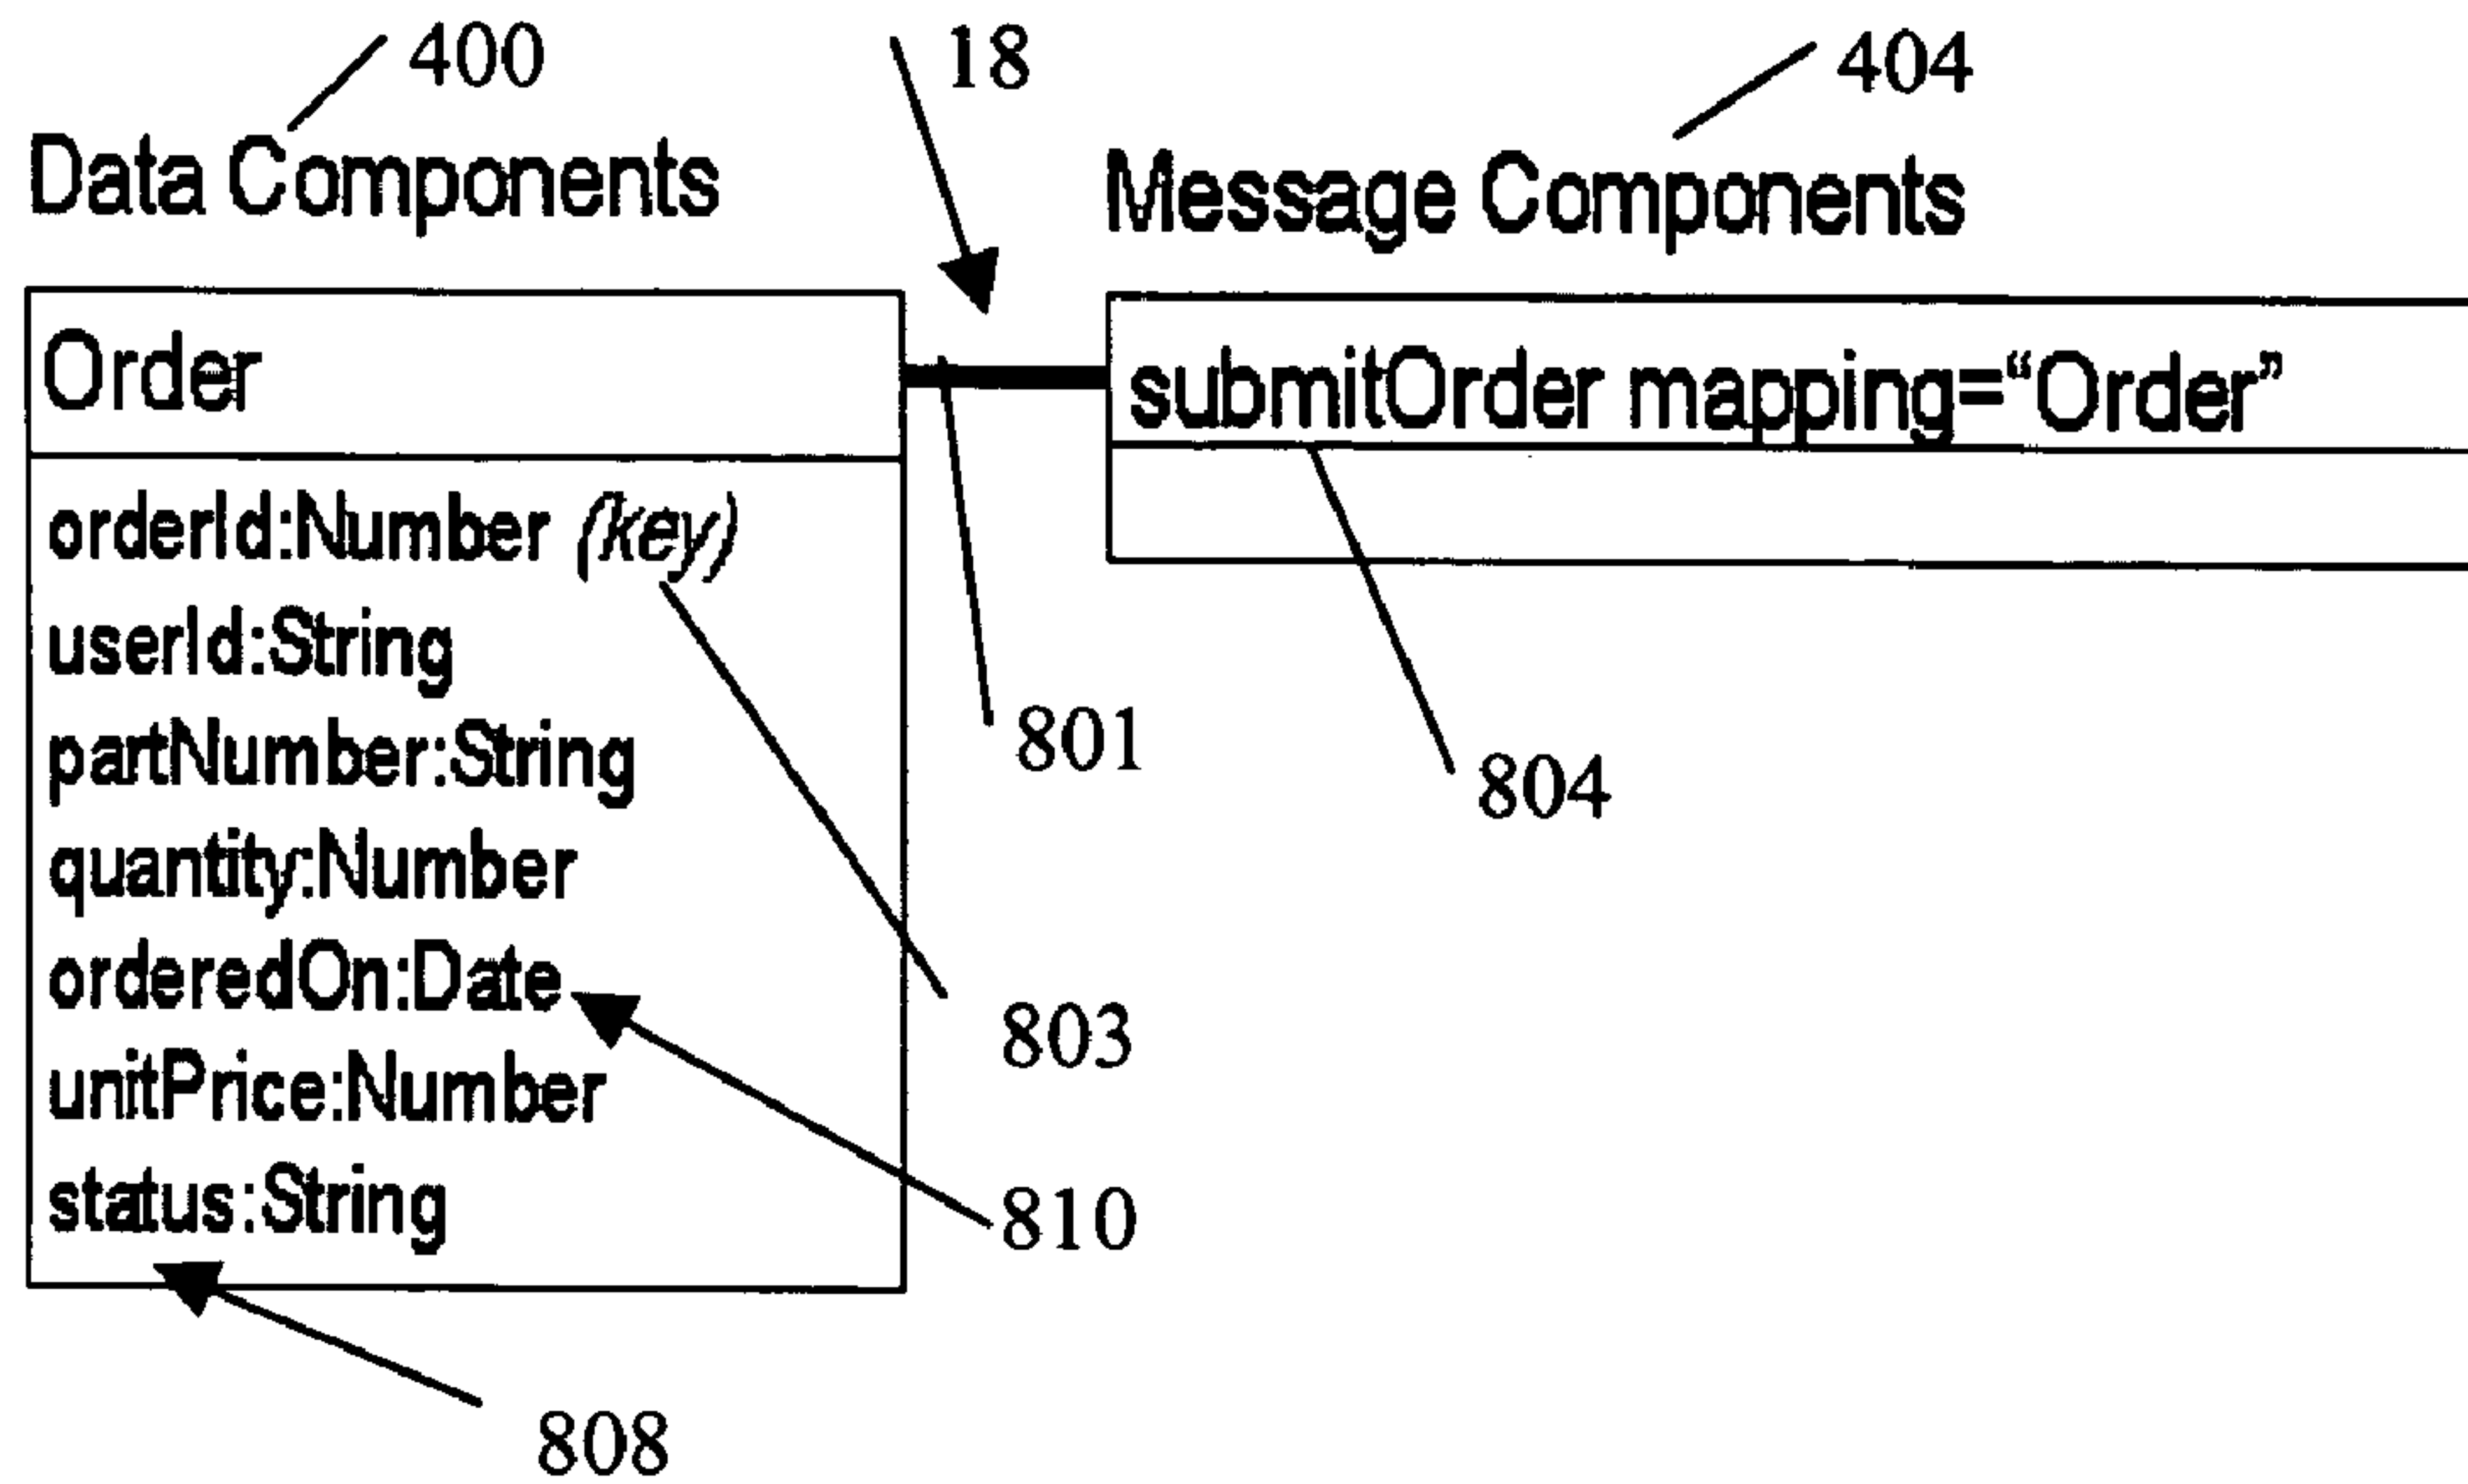 400
18
404
Data Components
Message Components
Order
submitOrder mapping=“Order”
orderId:Number (key)
userId:String
partNumber:String
801
804
quantity:Number
orderedOn:Date
803
unitPrice:Number
status:String
810
808